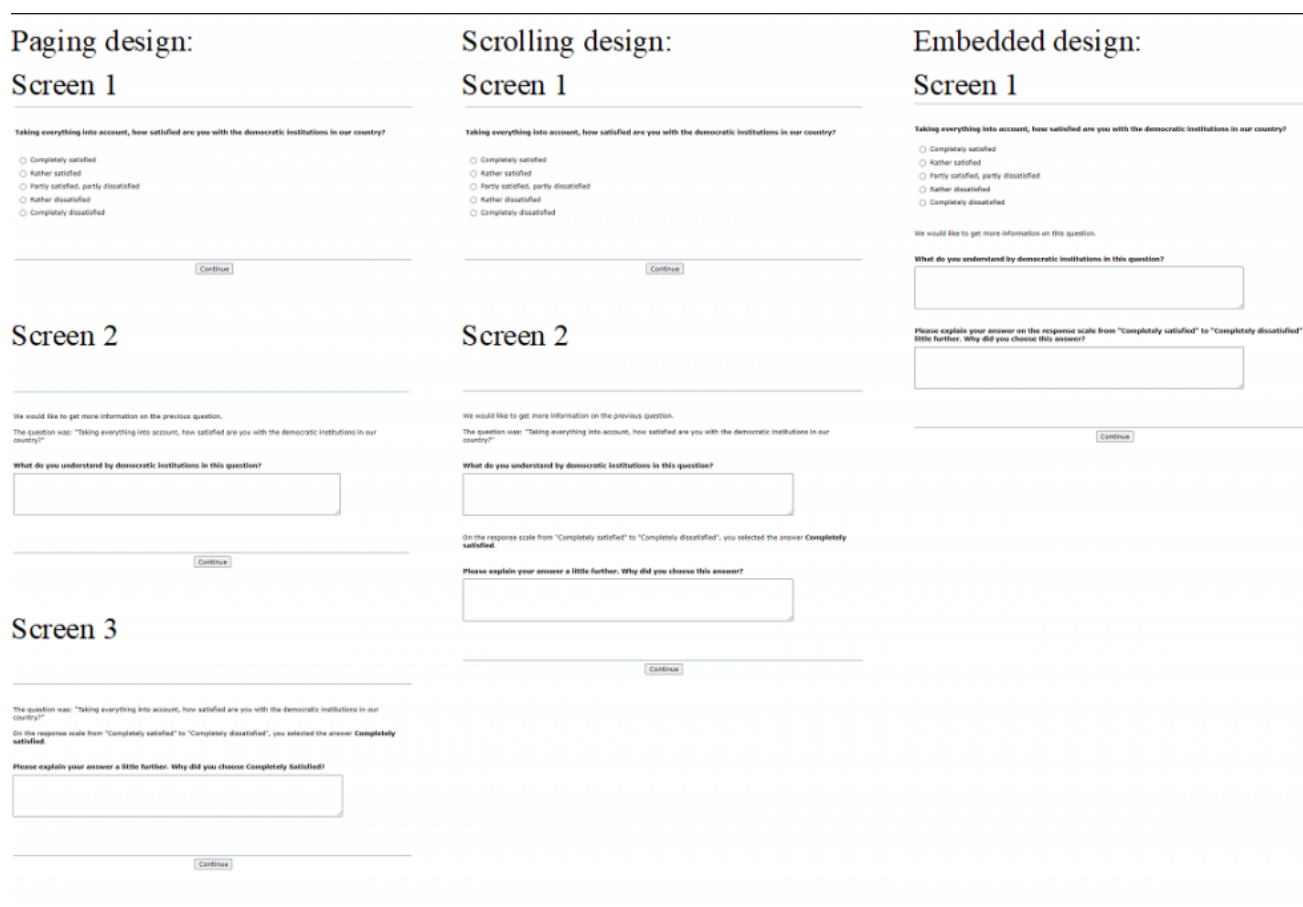 Paging design:
Screen 1
Taking everything into account, how satisfied are you with the democratic institutions in our country?
Completely satisfied
Rather satisfied
Partly satisfied, partly dissatisfied
Rather dissatisfied
Completely dissatisfied
Continue
Screen 2
We would like to get more information on the previous question.
The question was: "Taking everything into account, how satisfied are you with the democratic institutions in our
country?"
What do you understand by democratic institutions in this question?
Continue
Screen 3
The question was: "Taking everything into account, how satisfied are you with the democratic institutions in our
country?"
On the response scale from "Completely satisfied" to "Completely dissatisfied", you selected the answer Completely
satisfied.
Please explain your answer a little further. Why did you choose Completely Satisfied?
Continue
Scrolling design:
Screen 1
Taking everything into account, how satisfied are you with the democratic institutions in our country?
Completely satisfied
Rather satisfied
Partly satisfied, partly dissatisfied
Rather dissatisfied
Completely dissatisfied
Continue
Screen 2
We would like to get more information on the previous question.
The question was: "Taking everything into account, how satisfied are you with the democratic institutions in our
country?"
What do you understand by democratic institutions in this question?
On the response scale from "Completely satisfied" to "Completely dissatisfied", you selected the answer Completely
satisfied.
Please explain your answer a little further. Why did you choose this answer?
Continue
Embedded design:
Screen 1
Taking everything into account, how satisfied are you with the democratic institutions in our country?
Completely satisfied
Rather satisfied
Partly satisfied, partly dissatisfied
Rather dissatisfied
Completely dissatisfied
We would like to get more information on this question.
What do you understand by democratic institutions in this question?
Please explain your answer on the response scale from "Completely satisfied" to "Completely dissatisfied"
little further. Why did you choose this answer?
Continue